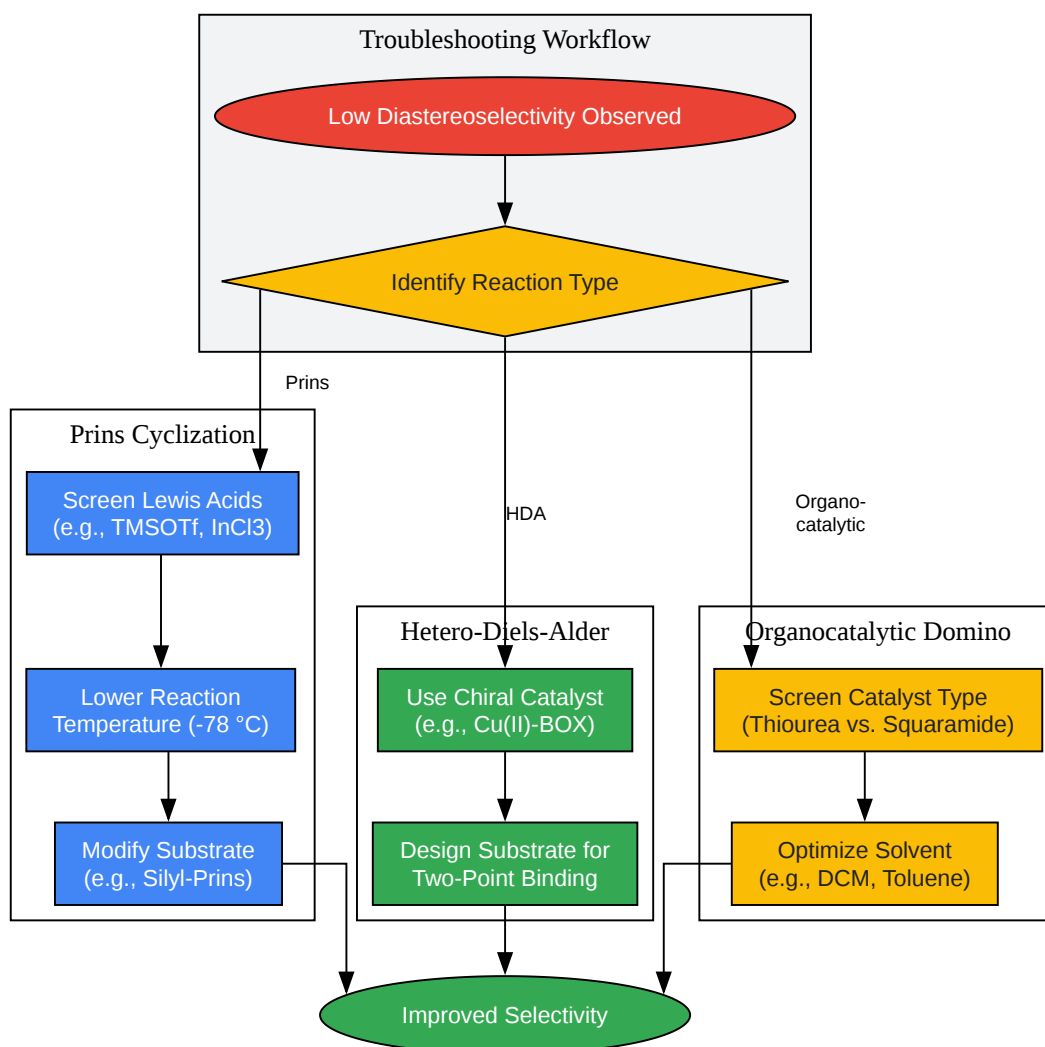 Troubleshooting Workflow
Low Diastereoselectivity Observed
Identify Reaction Type
Prins
HDA
Organo-
catalytic
Prins Cyclization
Screen Lewis Acids
(e.g., TMSOTf, InCl3)
Lower Reaction
Temperature (-78 °C)
Modify Substrate
(e.g., Silyl-Prins)
Hetero-Diels-Alder
Use Chiral Catalyst
(e.g., Cu(II)-BOX)
Design Substrate for
Two-Point Binding
Organocatalytic Domino
Screen Catalyst Type
(Thiourea vs. Squaramide)
Optimize Solvent
(e.g., DCM, Toluene)
Improved Selectivity